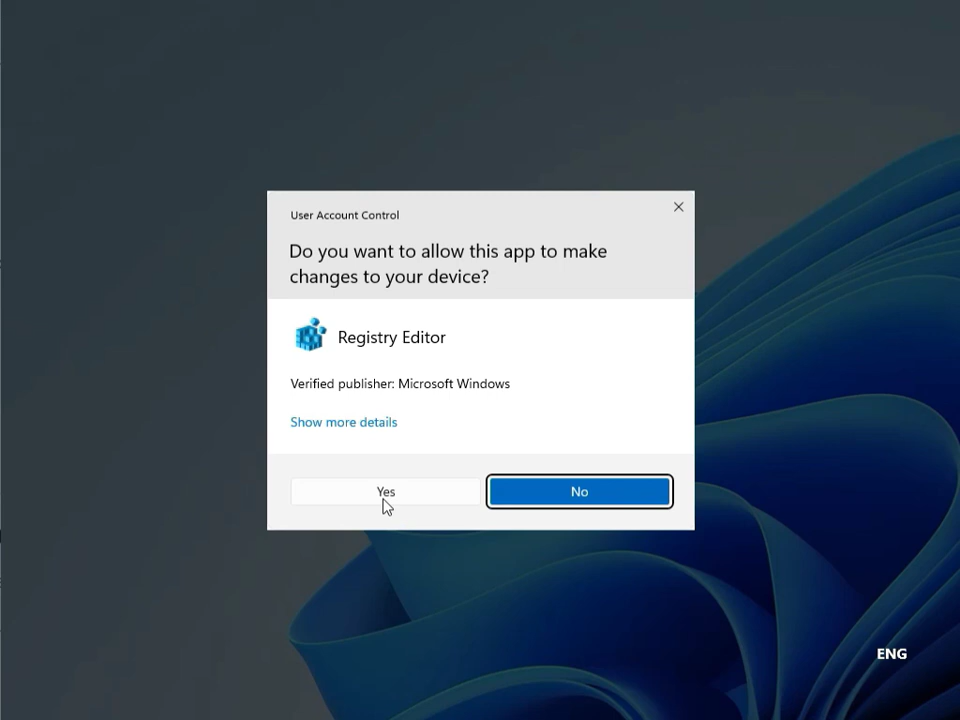 User Account Control
Do you want to allow this app to make
changes to your device?
Registry Editor
Verified publisher: Microsoft Windows
Show more details
Yes
No
ENG